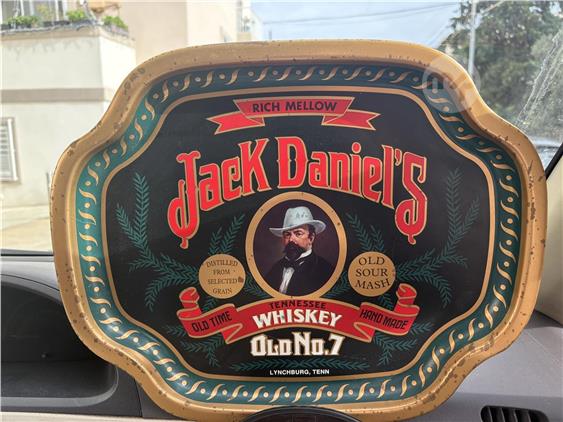 RICH MELLOW
Jack Daniel's
DISTILLED
FROM
SELECTED
GRAIN
OLD
SOUR
MASH
OLD TIME
TENNESSEE
WHISKEY
HAND MADE
OLD NO. 7
LYNCHBURG, TENN